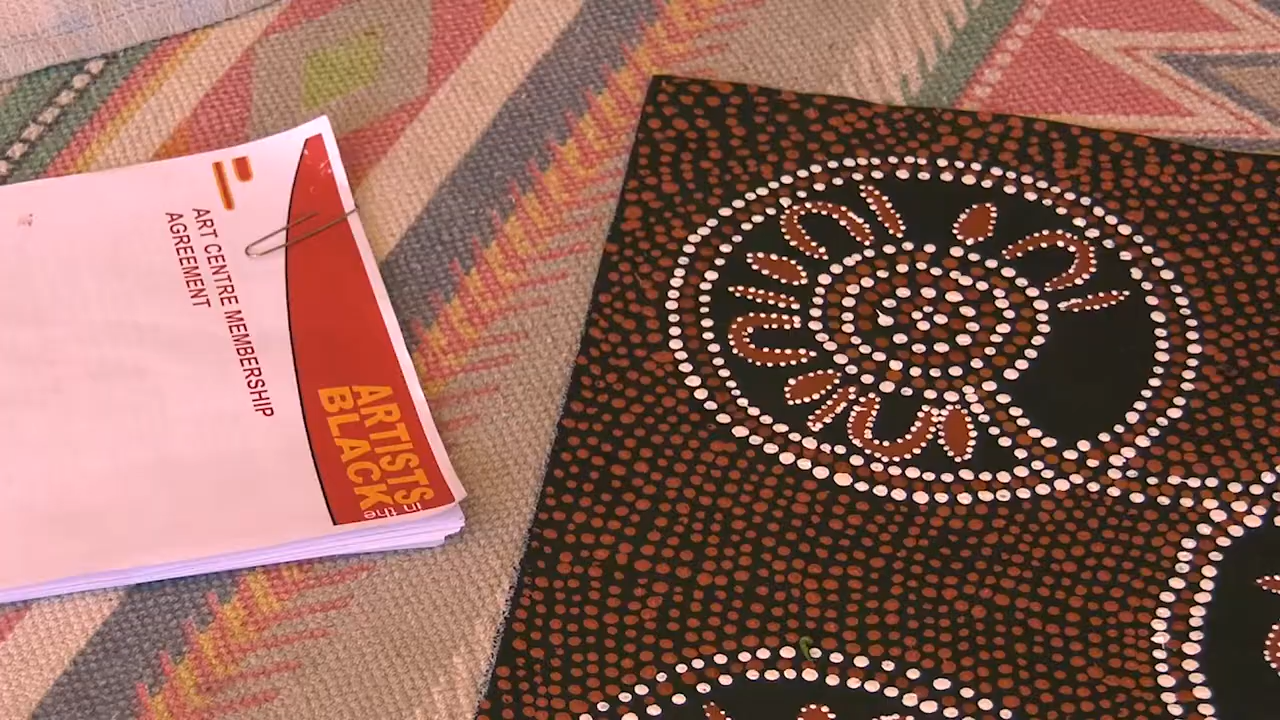 ARTISTS
in the
BLACK
ART CENTRE MEMBERSHIP
AGREEMENT